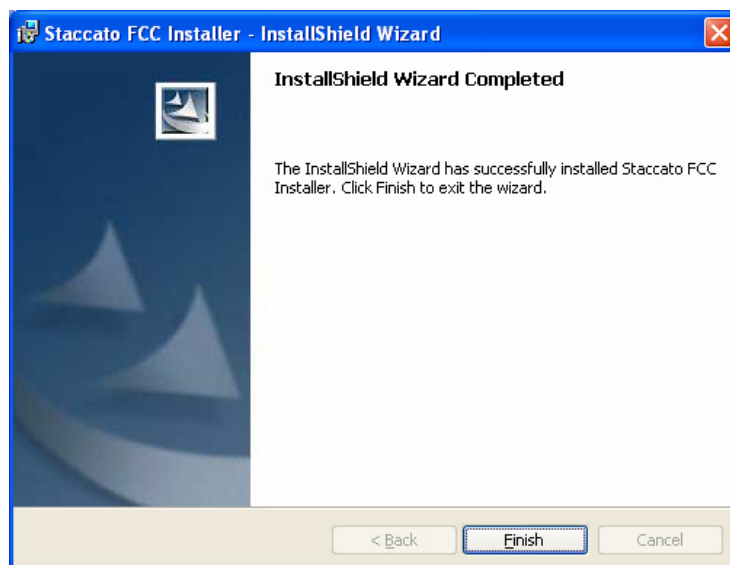 Staccato FCC Installer - InstallShield Wizard
InstallShield Wizard Completed
The InstallShield Wizard has successfully installed Staccato FCC
Installer. Click Finish to exit the wizard.
< Back
Finish
Cancel